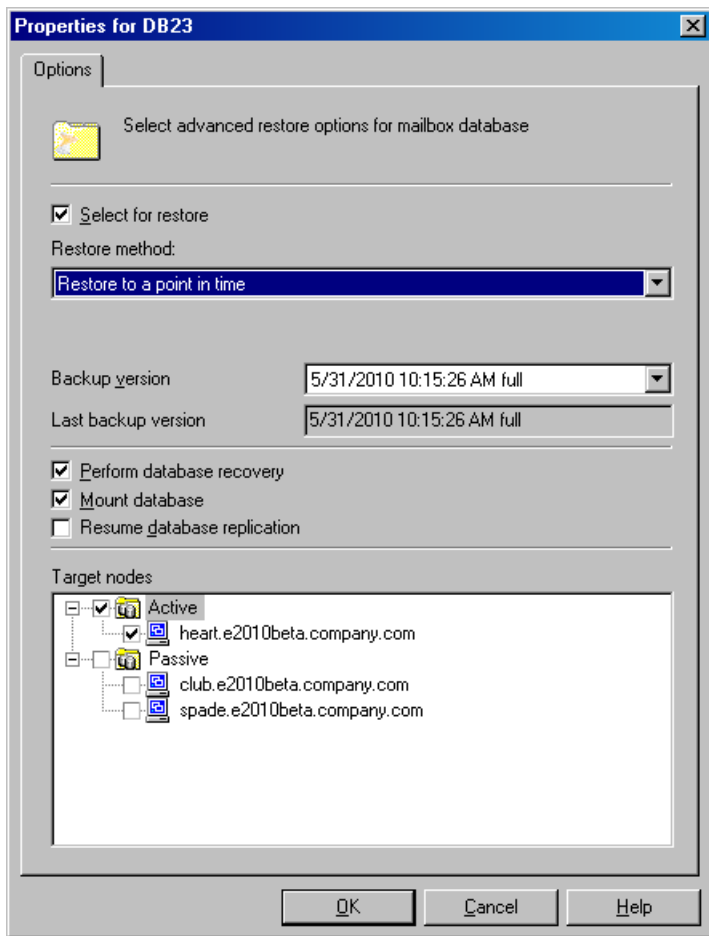 Properties for DB23
Options
Select advanced restore options for mailbox database
Select for restore
Restore method:
Restore to a point in time
Backup version 5/31/2010 10:15:26 AM full
Last backup version 5/31/2010 10:15:26 AM full
Perform database recovery
Mount database
Resume database replication
Target nodes
Active
heart.e2010beta.company.com
Passive
club.e2010beta.company.com
spade.e2010beta.company.com
OK Cancel Help